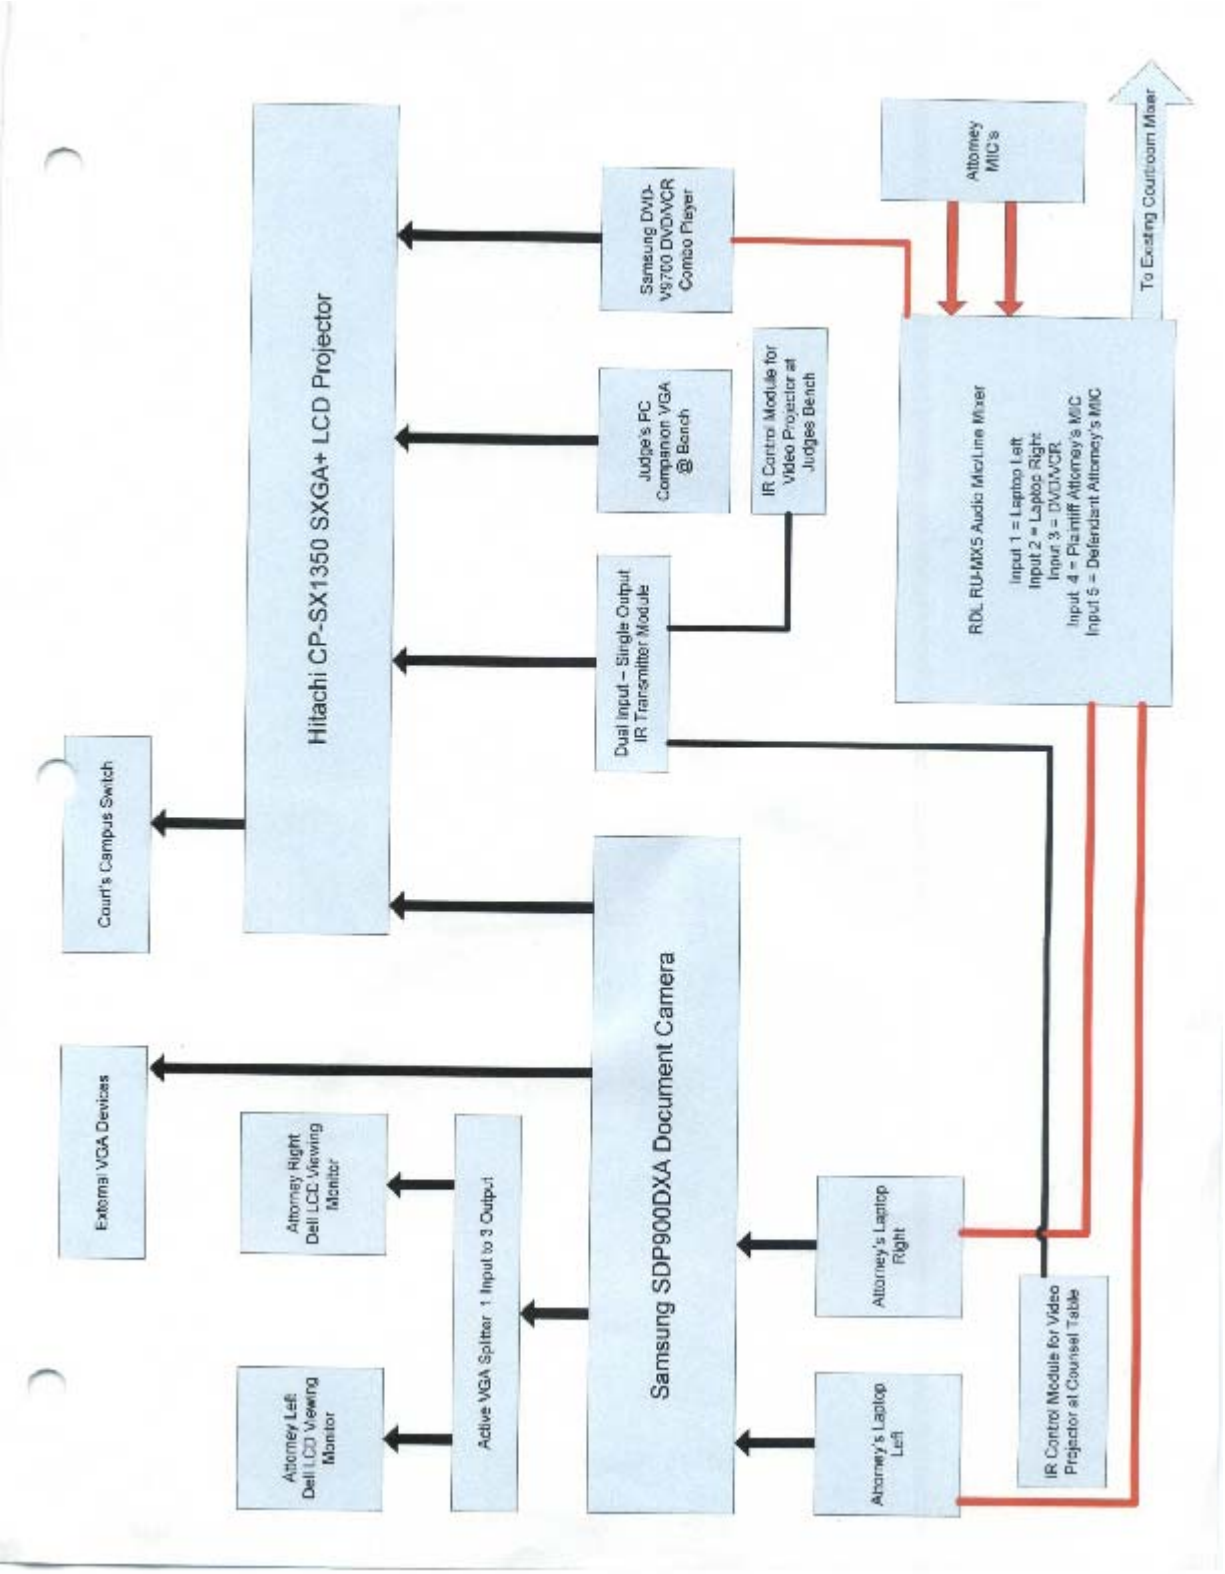 Court's Campus Switch
External VGA Devices
Hitachi CP-SX1350 SXGA+ LCD Projector
Attorney Left
Dell LCD Viewing
Monitor
Attorney Right
Dell LCD Viewing
Monitor
Active VGA Splitter 1 Input to 3 Output
Samsung SDP900DXA Document Camera
Dual Input – Single Output
IR Transmitter Module
Judge's PC
Companion VGA
@ Bench
Samsung DVD-
V9700 DVD/VCR
Combo Player
IR Control Module for
Video Projector at
Judges Bench
Attorney's Laptop
Left
Attorney's Laptop
Right
IR Control Module for Video
Projector at Counsel Table
RDL RU-MX5 Audio Mic/Line Mixer
Input 1 = Laptop Left
Input 2 = Laptop Right
Input 3 = DVD/VCR
Input 4 = Plaintiff Attorney's MIC
Input 5 = Defendant Attorney's MIC
Attorney
MIC's
To Existing Courtroom Mixer